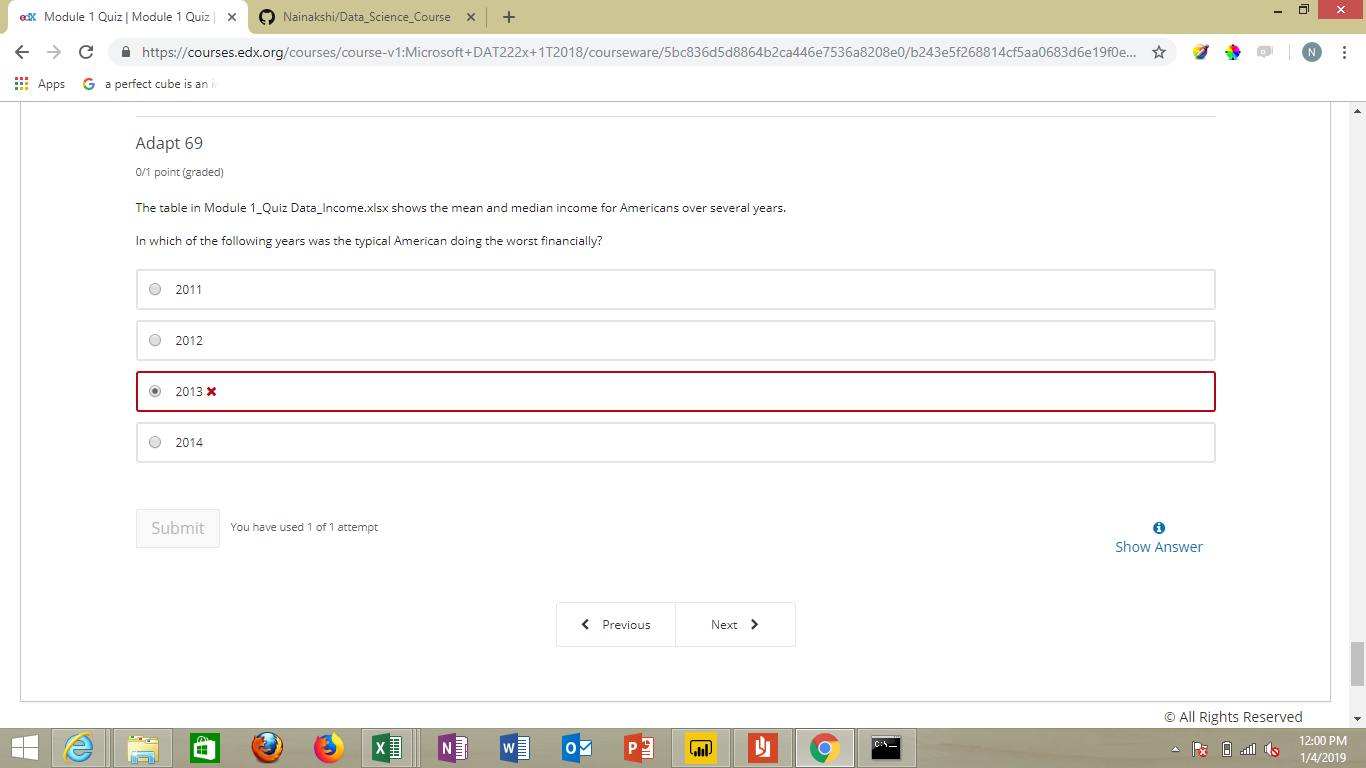 edX Module 1 Quiz | Module 1 Quiz |
Nainakshi/Data_Science_Course
https://courses.edx.org/courses/course-v1:Microsoft+DAT222x+1T2018/courseware/5bc836d5d8864b2ca446e7536a8208e0/b243e5f268814cf5aa0683d6e19f0e...
N
Apps
G a perfect cube is an in
Adapt 69
0/1 point (graded)
The table in Module 1_Quiz Data_Income.xlsx shows the mean and median income for Americans over several years.
In which of the following years was the typical American doing the worst financially?
2011
2012
2013
2014
Submit
You have used 1 of 1 attempt
Show Answer
Previous
Next
© All Rights Reserved
12:00 PM
1/4/2019